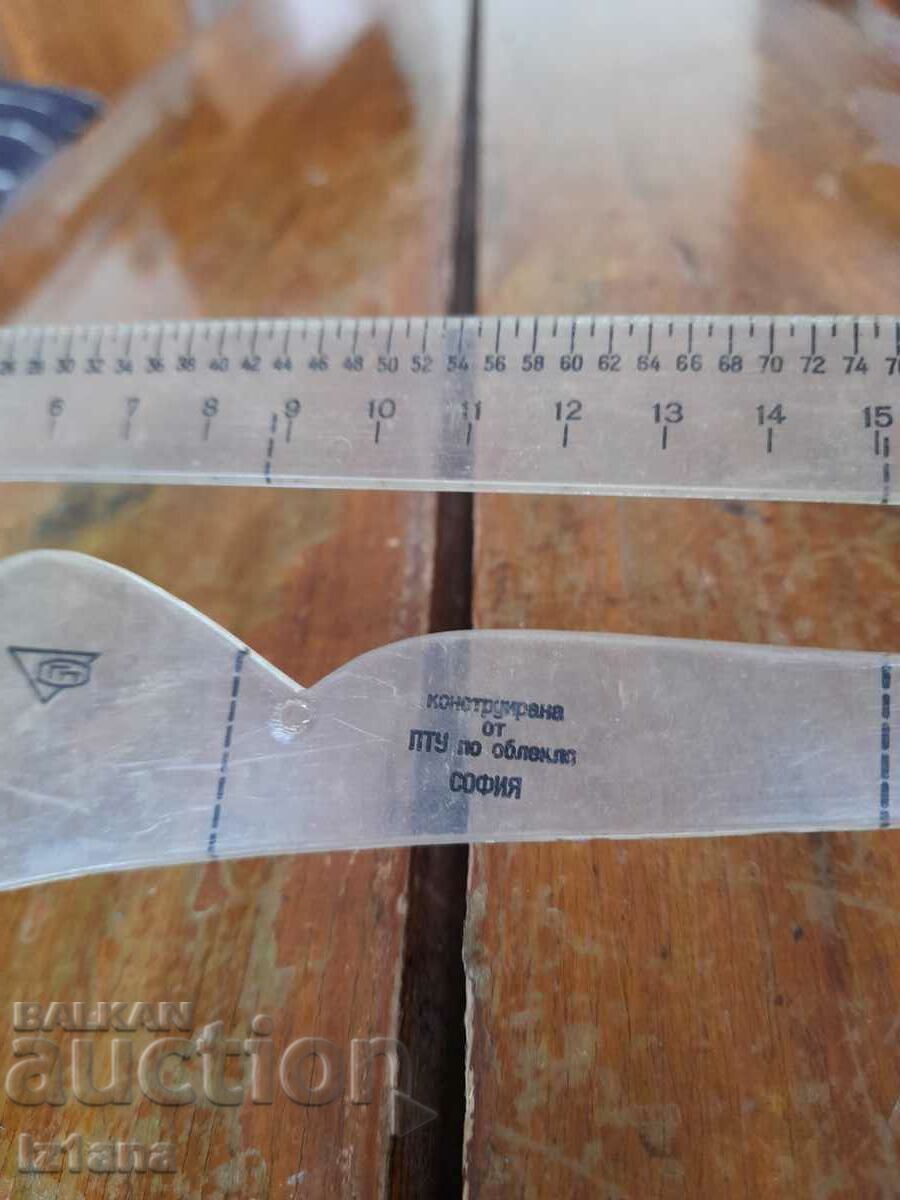 26 28 30 32 34 36 38 40 42 44 46 48 50 52 54 56 58 60 62 64 66 68 70 72 74
6 7 8 9 10 11 12 13 14 15
конструирана
от
ПТУ по облекло
СОФИЯ
BALKAN
auction
iz1ana